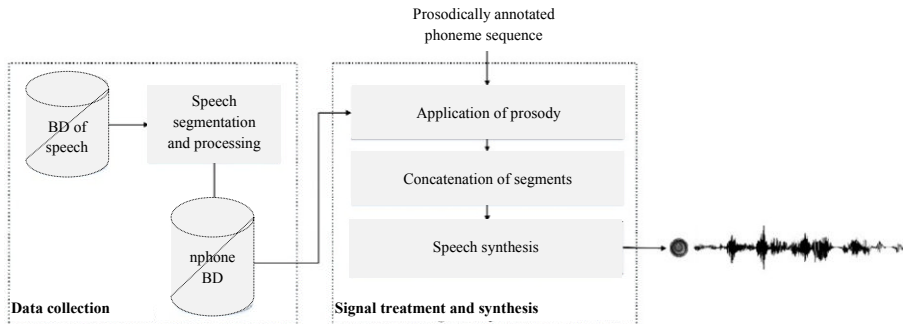 Prosodically annotated
phoneme sequence
BD of
speech
Speech
segmentation
and processing
nphone
BD
Data collection
Application of prosody
Concatenation of segments
Speech synthesis
Signal treatment and synthesis